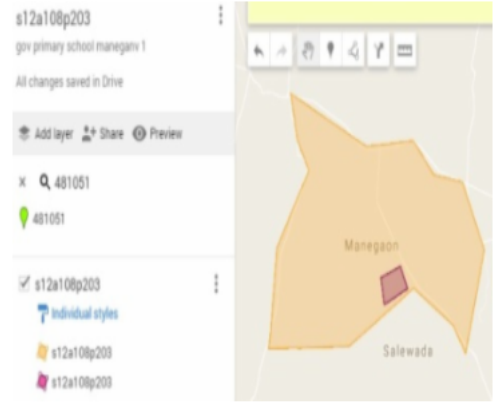 s12a108p203
gov primary school maneganv 1
All changes saved in Drive
Add layer Share Preview
× 481051
481051
s12a108p203
Individual styles
s12a108p203
s12a108p203
Manegaon
Salewada